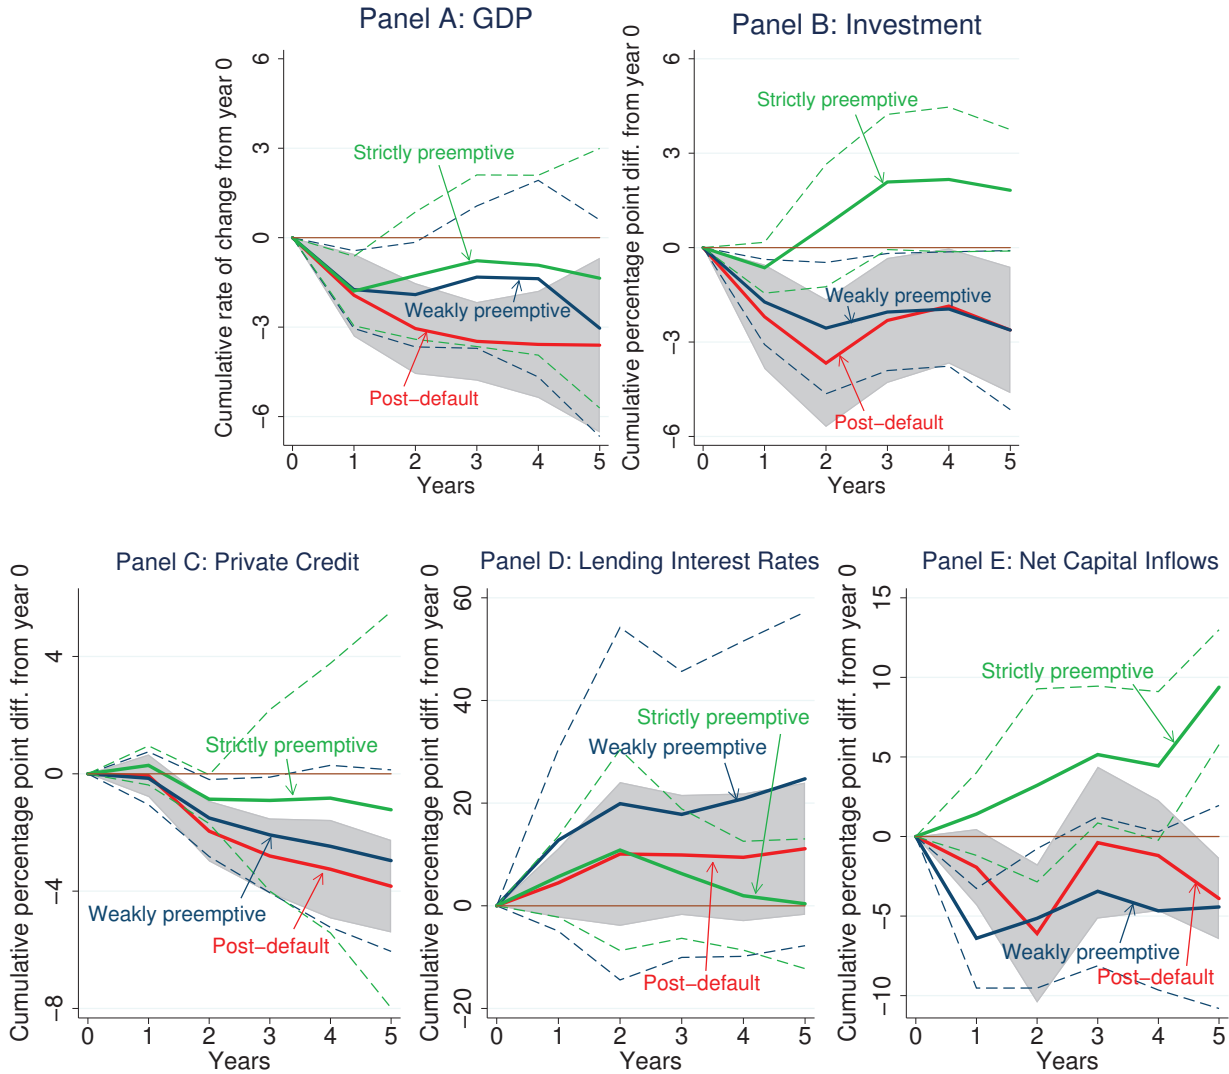 Panel A: GDP
Cumulative rate of change from year 0
6
3
0
−3
−6
Strictly preemptive
Weakly preemptive
Post−default
0 1 2 3 4 5
Years
Panel B: Investment
Cumulative percentage point diff. from year 0
6
3
0
−3
−6
Strictly preemptive
Weakly preemptive
Post−default
0 1 2 3 4 5
Years
Panel C: Private Credit
Cumulative percentage point diff. from year 0
4
0
−4
−8
Strictly preemptive
Weakly preemptive
Post−default
0 1 2 3 4 5
Years
Panel D: Lending Interest Rates
Cumulative percentage point diff. from year 0
60
40
20
0
−20
Strictly preemptive
Weakly preemptive
Post−default
0 1 2 3 4 5
Years
Panel E: Net Capital Inflows
Cumulative percentage point diff. from year 0
15
10
5
0
−5
−10
Strictly preemptive
Weakly preemptive
Post−default
0 1 2 3 4 5
Years